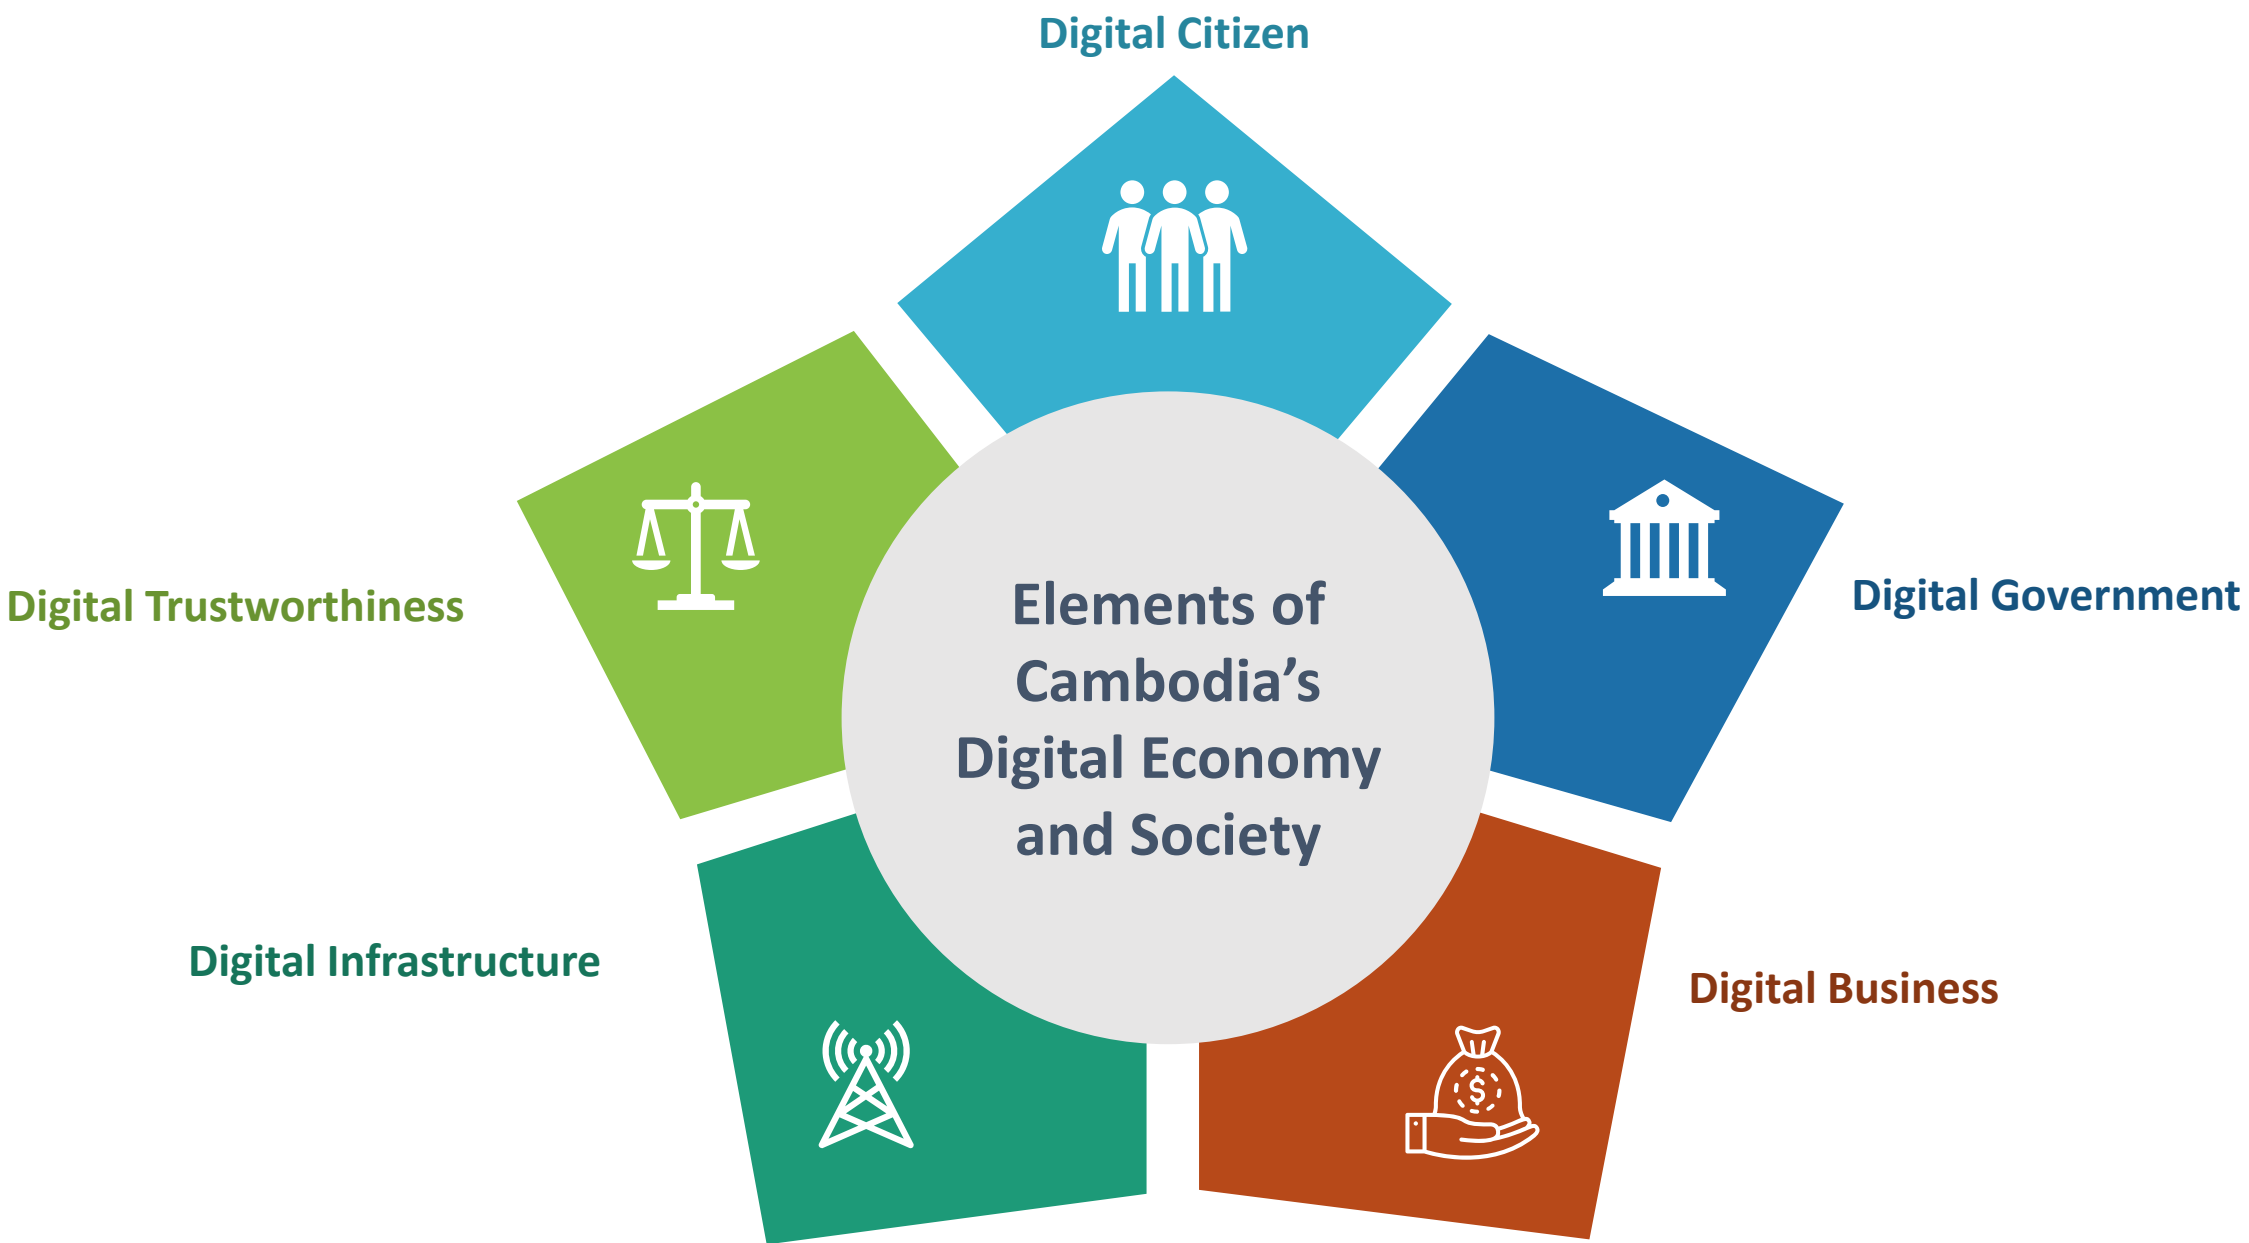 Digital Citizen
Digital Trustworthiness
Digital Government
Elements of
Cambodia’s
Digital Economy
and Society
Digital Infrastructure
Digital Business
$